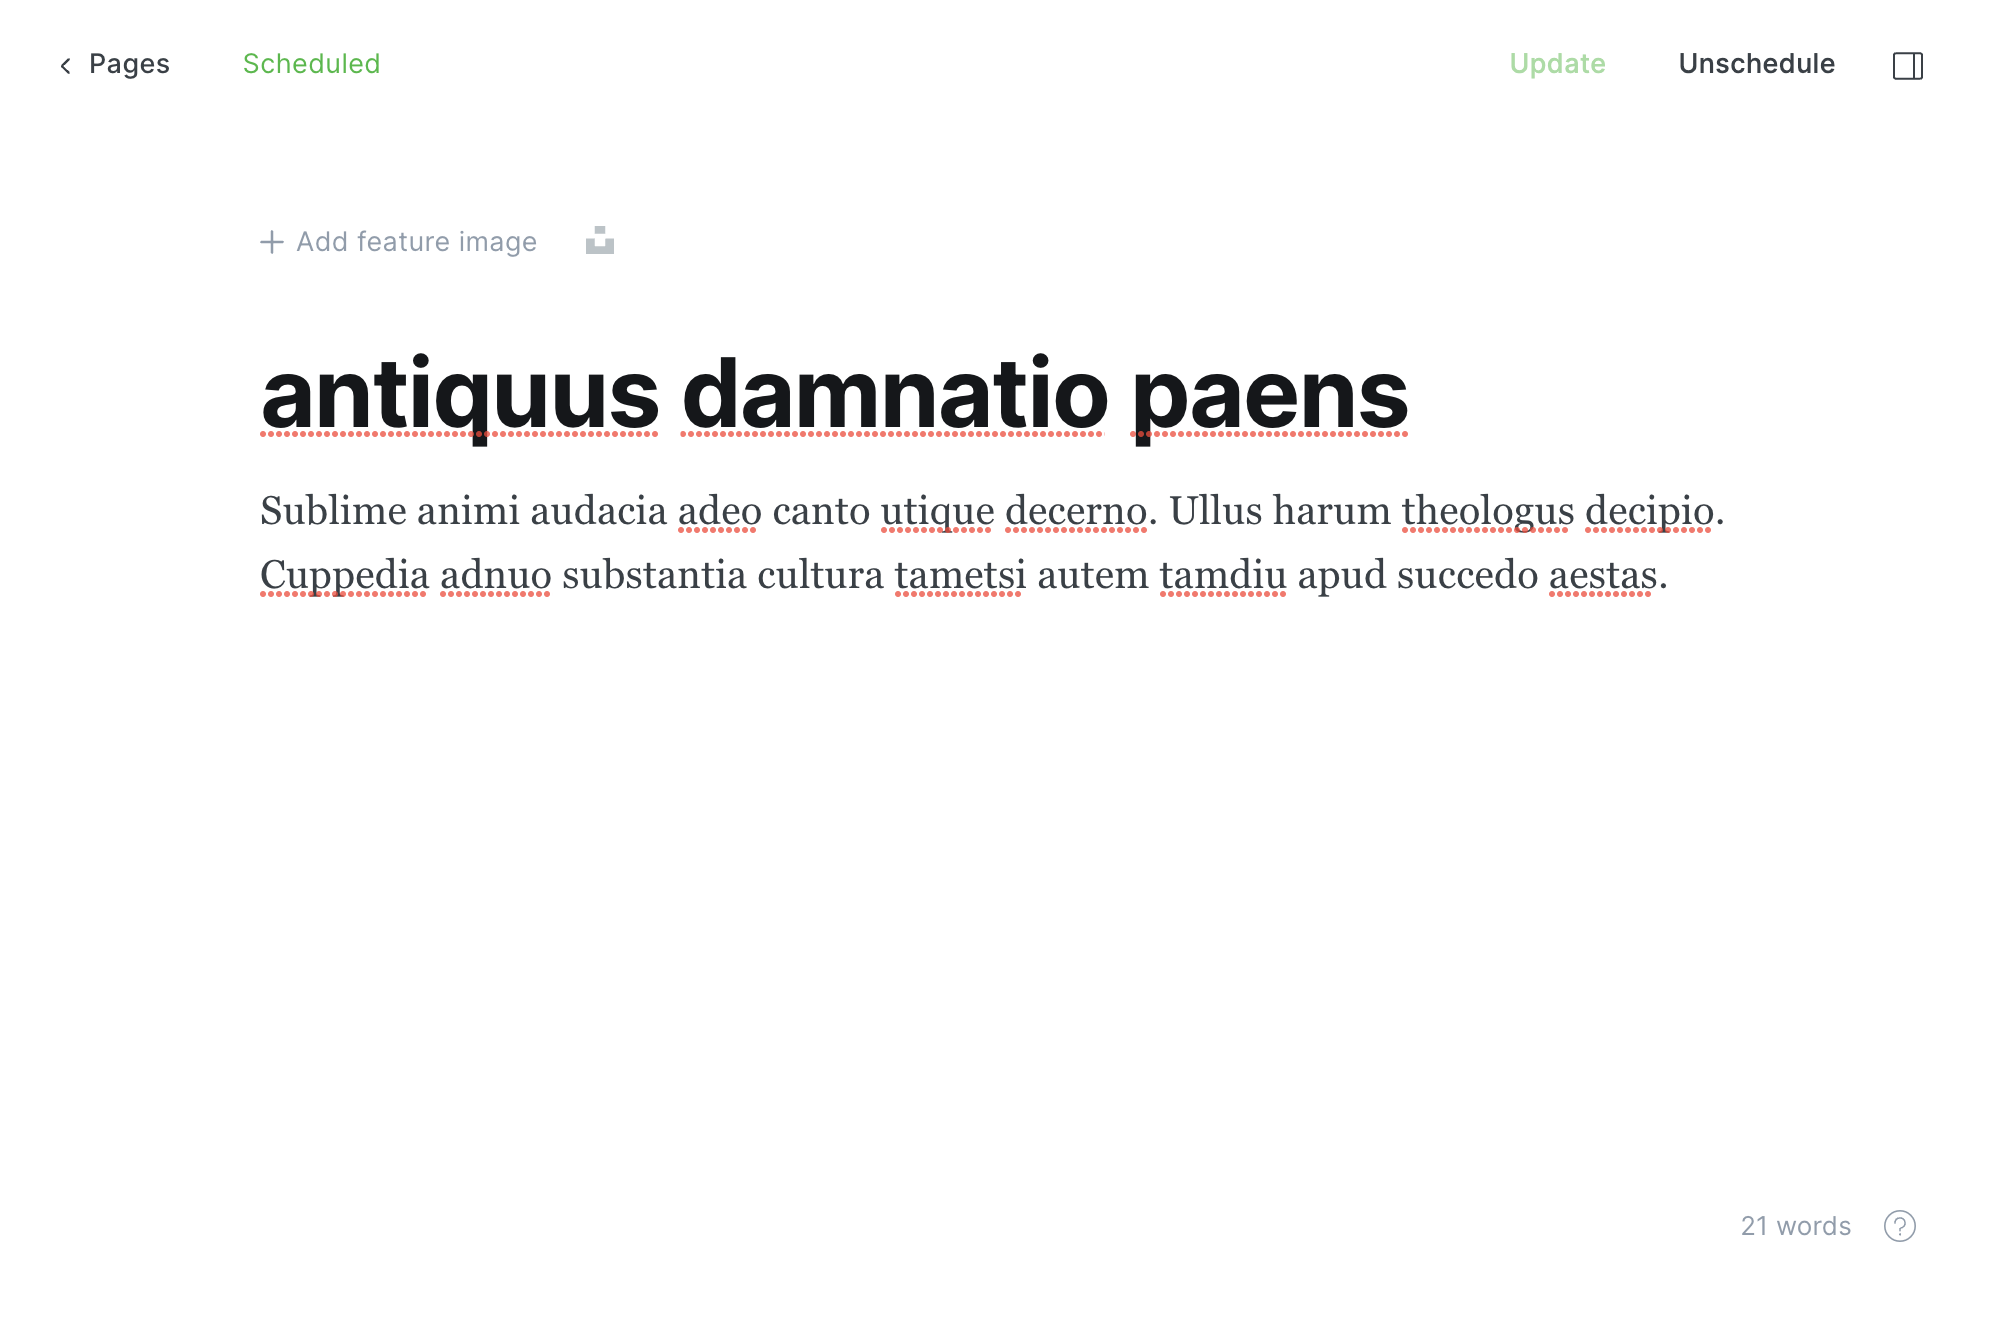 Pages
Scheduled
Update
Unschedule
Add feature image
antiquus damnatio paens
Sublime animi audacia adeo canto utique decerno. Ullus harum theologus decipio.
Cuppedia adnuo substantia cultura tametsi autem tamdiu apud succedo aestas.
21 words
?